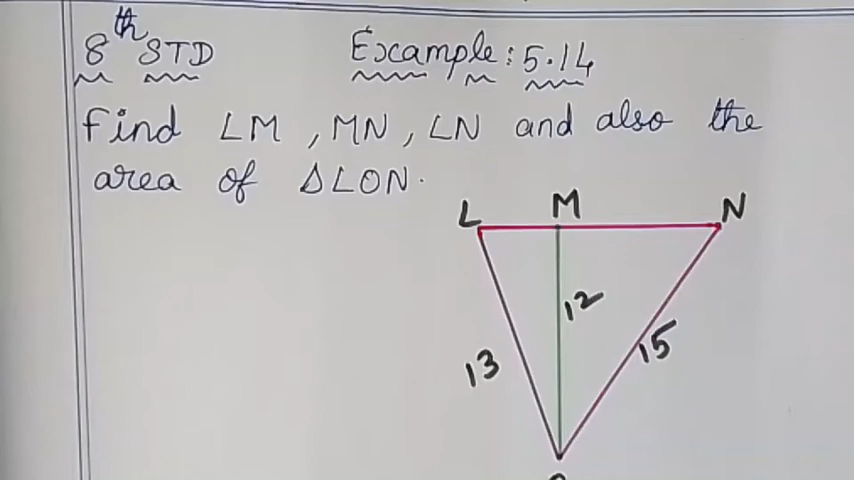 8th STD Example: 5.14
Find LM, MN, LN and also the
area of ΔLON.
L M N
12
13 15